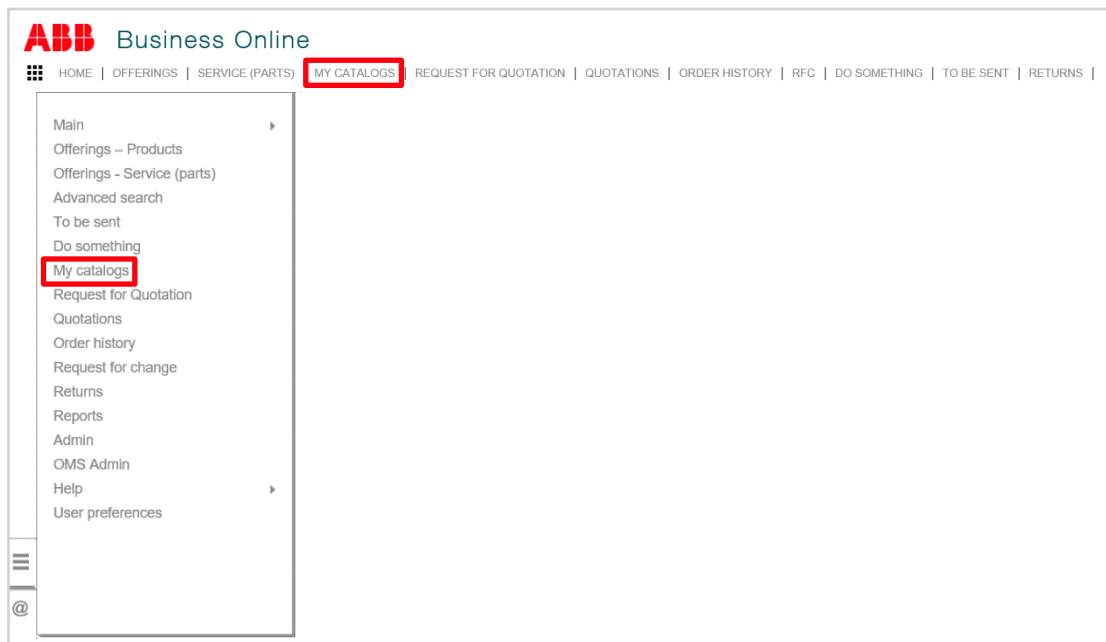 ABB Business Online
HOME | OFFERINGS | SERVICE (PARTS) | MY CATALOGS | REQUEST FOR QUOTATION | QUOTATIONS | ORDER HISTORY | RFC | DO SOMETHING | TO BE SENT | RETURNS |
Main
Offerings – Products
Offerings - Service (parts)
Advanced search
To be sent
Do something
My catalogs
Request for Quotation
Quotations
Order history
Request for change
Returns
Reports
Admin
OMS Admin
Help
User preferences
@